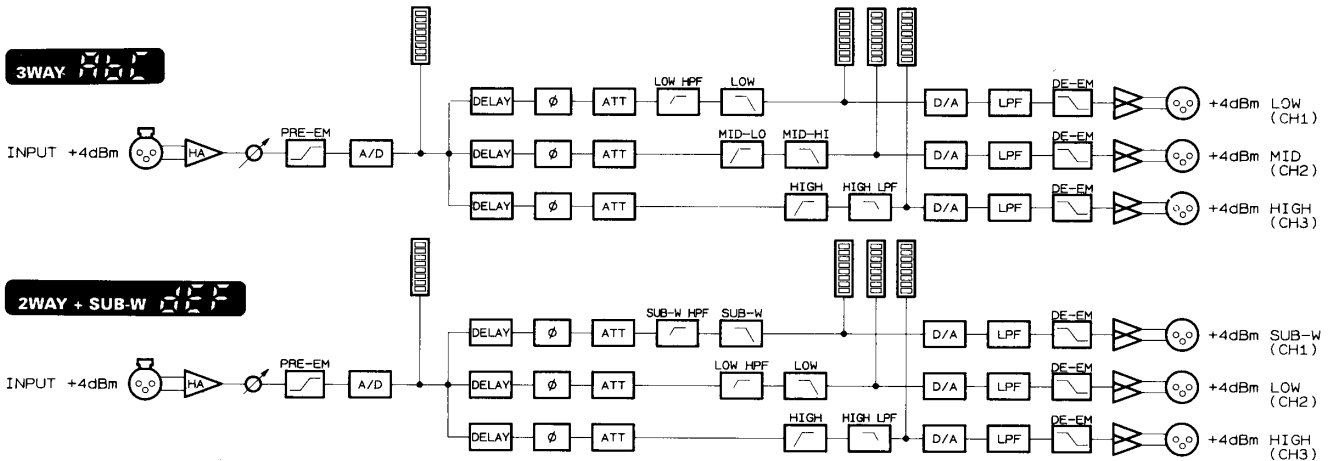 3WAY AbC
LOW HPF LOW DE-EM
DELAY ø ATT D/A LPF +4dBm LOW
(CH1)
PRE-EM MID-LO MID-HI DE-EM
INPUT +4dBm HA A/D DELAY ø ATT D/A LPF +4dBm MID
(CH2)
HIGH HIGH LPF DE-EM
DELAY ø ATT D/A LPF +4dBm HIGH
(CH3)
2WAY + SUB-W dEF
SUB-W HPF SUB-W DE-EM
DELAY ø ATT D/A LPF +4dBm SUB-W
(CH1)
PRE-EM LOW HPF LOW DE-EM
INPUT +4dBm HA A/D DELAY ø ATT D/A LPF +4dBm LOW
(CH2)
HIGH HIGH LPF DE-EM
DELAY ø ATT D/A LPF +4dBm HIGH
(CH3)